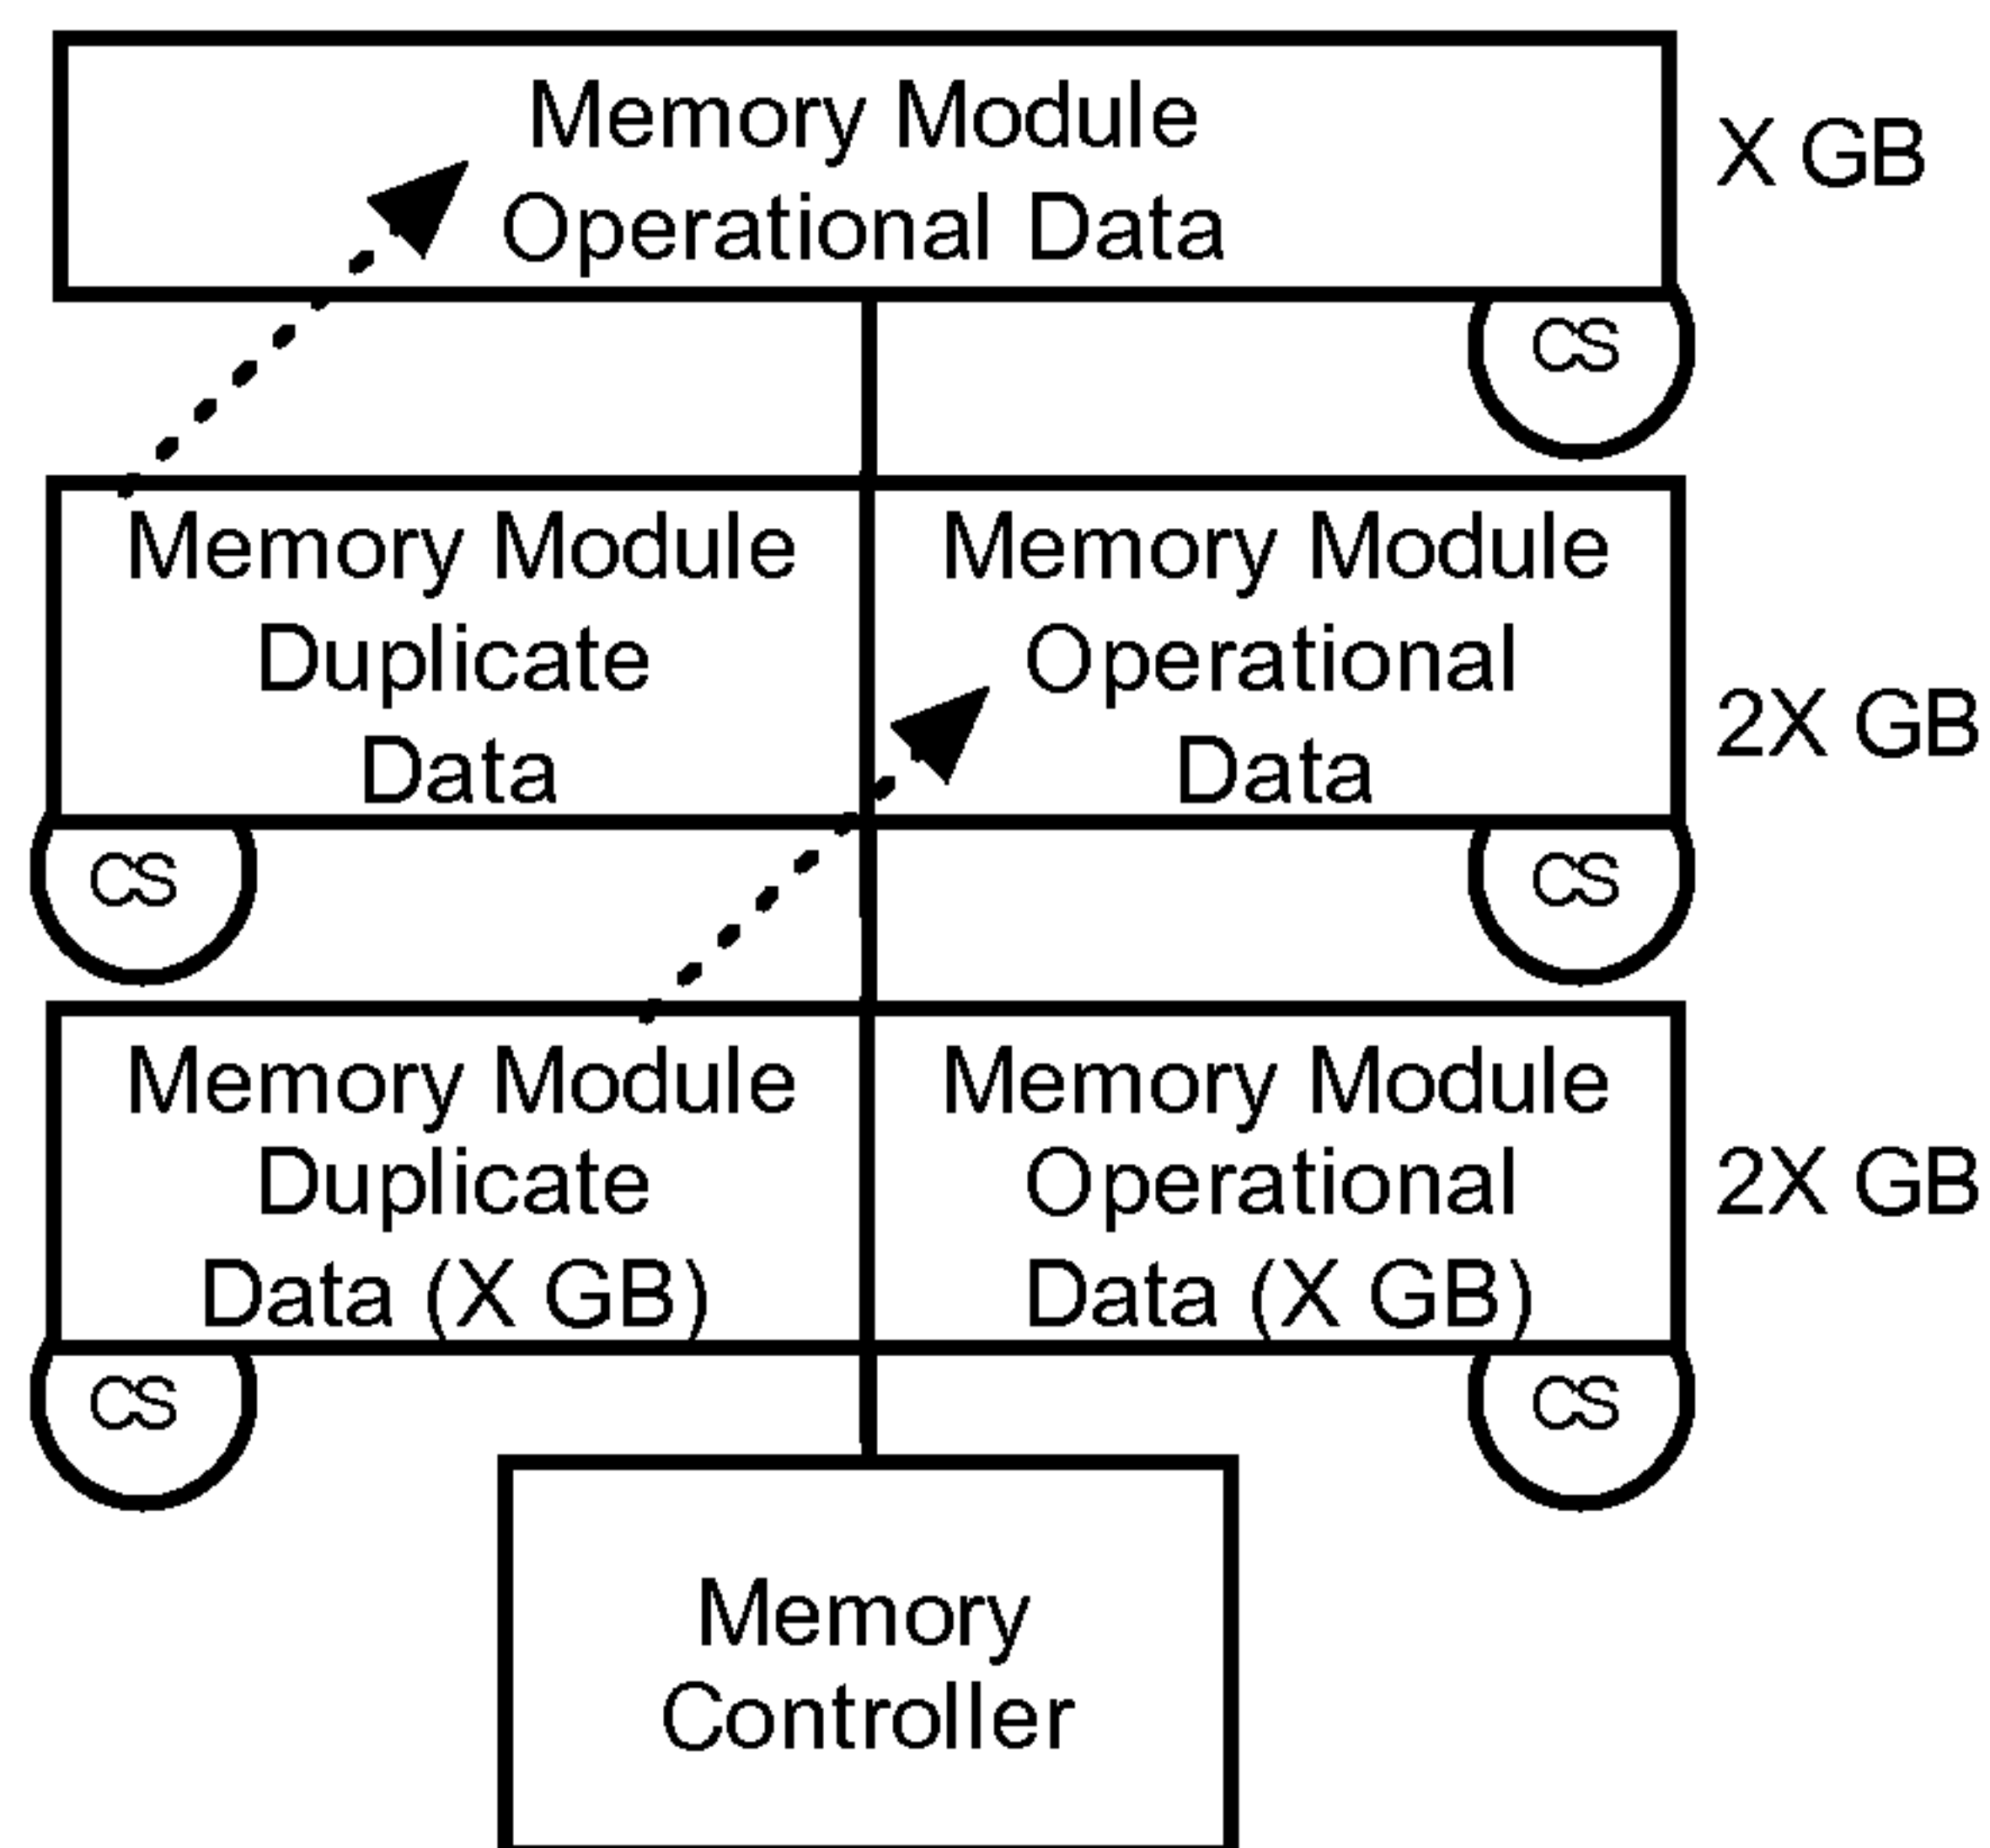 Memory Module
Operational Data
X GB
CS
Memory Module
Duplicate
Data
Memory Module
Operational
Data
2X GB
CS
CS
Memory Module
Duplicate
Data (X GB)
Memory Module
Operational
Data (X GB)
2X GB
CS
CS
Memory
Controller